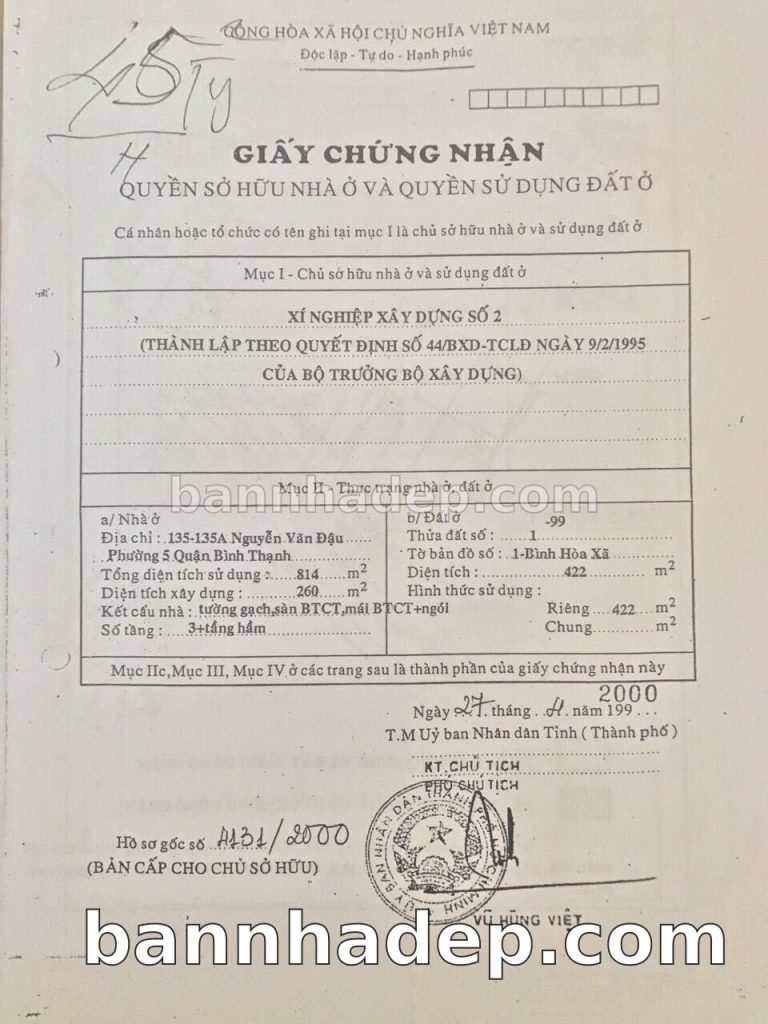 45 Tỷ
CỘNG HÒA XÃ HỘI CHỦ NGHĨA VIỆT NAM
Độc lập - Tự do - Hạnh phúc
GIẤY CHỨNG NHẬN
QUYỀN SỞ HỮU NHÀ Ở VÀ QUYỀN SỬ DỤNG ĐẤT Ở
Cá nhân hoặc tổ chức có tên ghi tại mục I là chủ sở hữu nhà ở và sử dụng đất ở
Mục I - Chủ sở hữu nhà ở và sử dụng đất ở
XÍ NGHIỆP XÂY DỰNG SỐ 2
(THÀNH LẬP THEO QUYẾT ĐỊNH SỐ 44/BXD-TCLĐ NGÀY 9/2/1995
CỦA BỘ TRƯỞNG BỘ XÂY DỰNG)
Mục II - Thực trạng nhà ở, đất ở
bannhadep.com
a/ Nhà ở
Địa chỉ : 135-135A Nguyễn Văn Đậu
Phường 5 Quận Bình Thạnh
Tổng diện tích sử dụng : 814 m2
Diện tích xây dựng : 260 m2
Kết cấu nhà : tường gạch,sàn BTCT,mái BTCT+ngói
Số tầng : 3+tầng hầm
b/ Đất ở -99
Thửa đất số : 1
Tờ bản đồ số : 1-Bình Hòa Xã
Diện tích : 422 m2
Hình thức sử dụng :
Riêng 422 m2
Chung m2
Mục IIc,Mục III, Mục IV ở các trang sau là thành phần của giấy chứng nhận này
2000
Ngày 27 tháng 4 năm 199
T.M Uỷ ban Nhân dân Tỉnh ( Thành phố )
KT. CHỦ TỊCH
PHÓ CHỦ TỊCH
ỦY BAN NHÂN DÂN THÀNH PHỐ HỒ CHÍ MINH
Hồ sơ gốc số 4131/2000
(BẢN CẤP CHO CHỦ SỞ HỮU)
VŨ HÙNG VIỆT
bannhadep.com